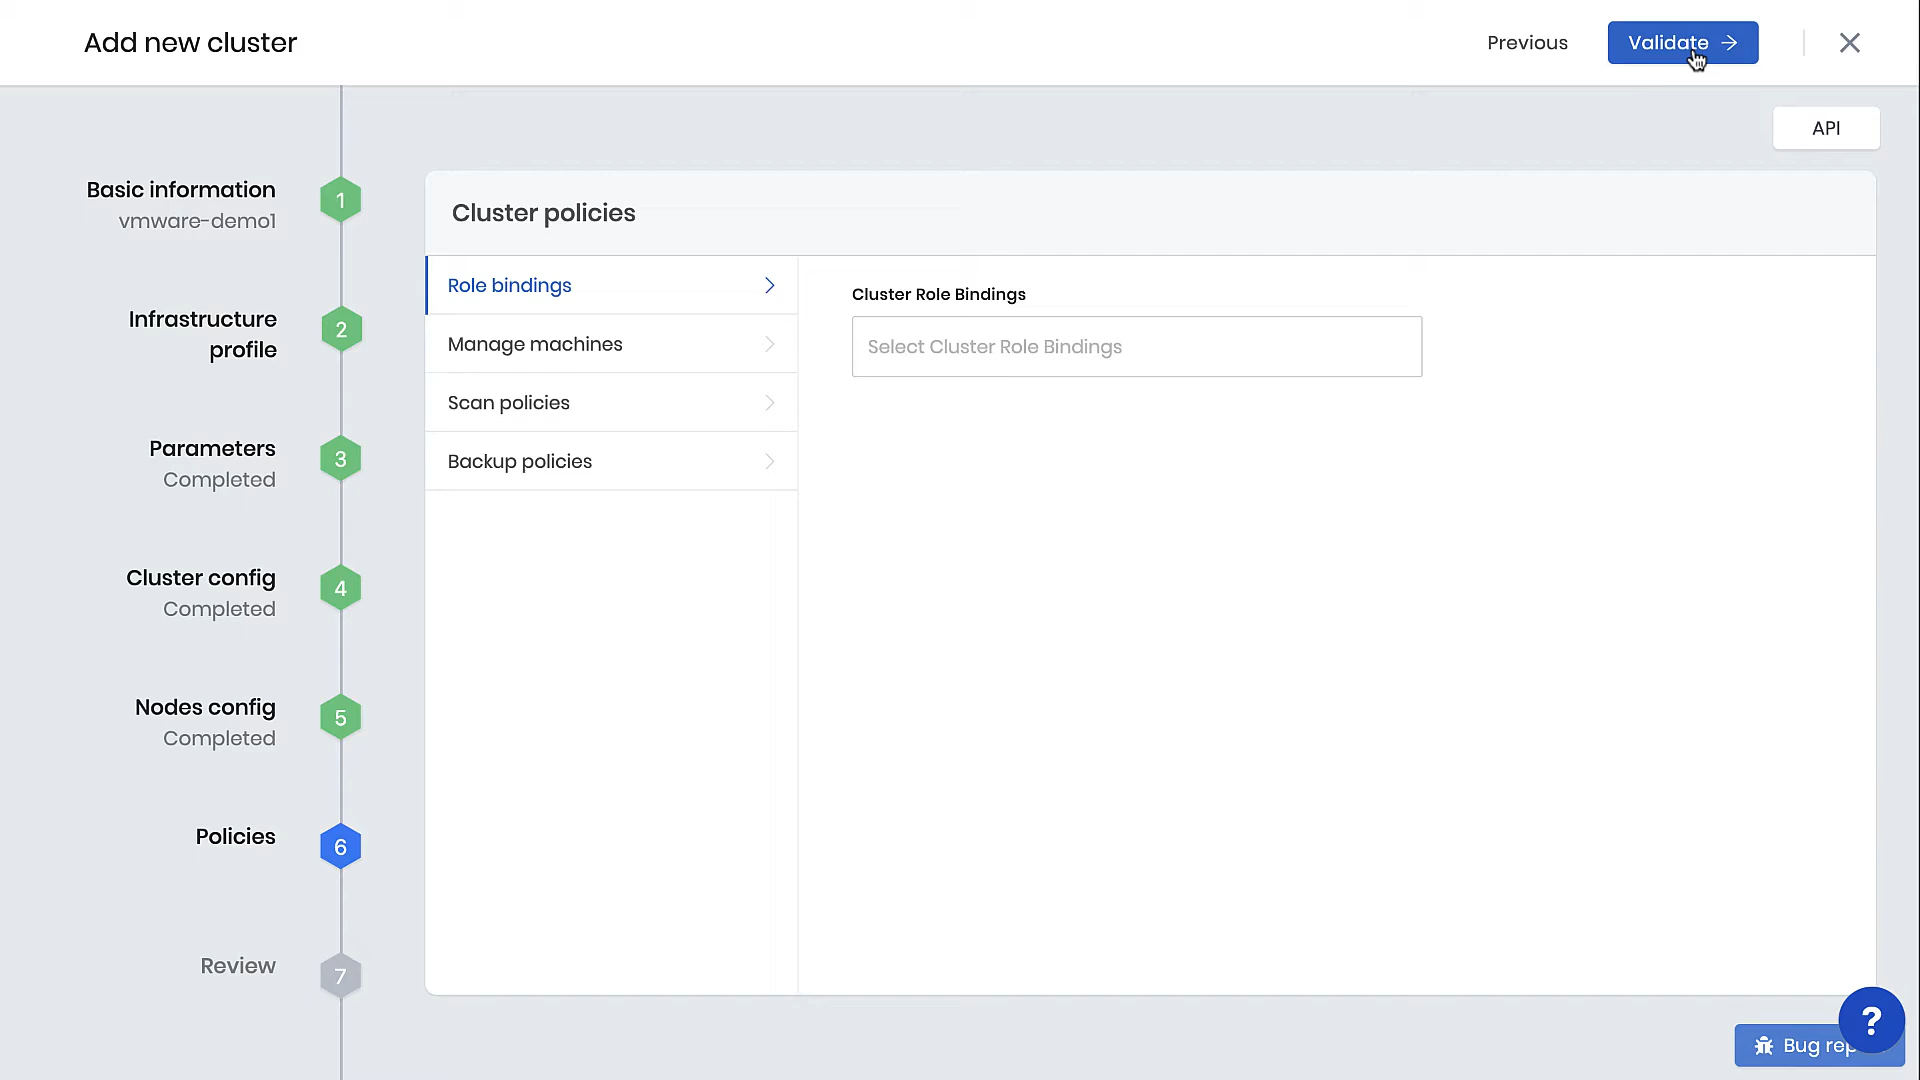 Add new cluster
Previous
Validate
API
Basic information
vmware-demo1
1
Infrastructure
profile
2
Parameters
Completed
3
Cluster config
Completed
4
Nodes config
Completed
5
Policies
6
Review
7
Cluster policies
Role bindings
Manage machines
Scan policies
Backup policies
Cluster Role Bindings
Select Cluster Role Bindings
?
Bug rep